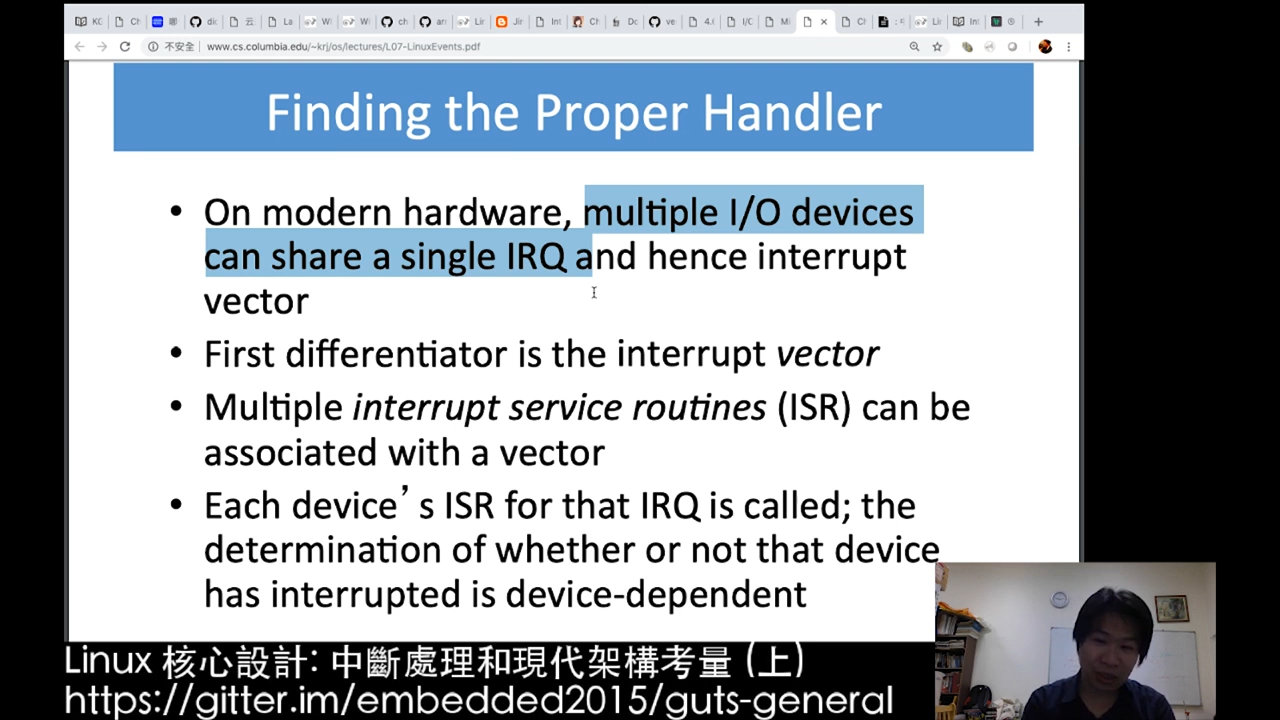 不安全 www.cs.columbia.edu/~krj/os/lectures/L07-LinuxEvents.pdf
Finding the Proper Handler
• On modern hardware, multiple I/O devices
can share a single IRQ and hence interrupt
vector
• First differentiator is the interrupt vector
• Multiple interrupt service routines (ISR) can be
associated with a vector
• Each device’s ISR for that IRQ is called; the
determination of whether or not that device
has interrupted is device-dependent
Linux 核心設計: 中斷處理和現代架構考量 (上)
https://gitter.im/embedded2015/guts-general